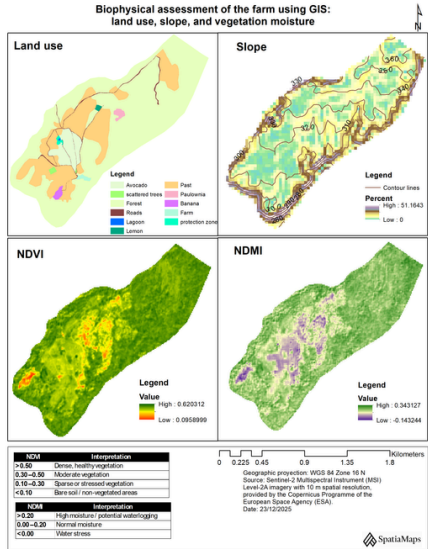 Biophysical assessment of the farm using GIS:
land use, slope, and vegetation moisture
N
Land use
Legend
Avocado
scattered trees
Forest
Roads
Lagoon
Lemon
Past
Paulownia
Banana
Farm
protection zone
Slope
330
360
310
Legend
Contour lines
Percent
High : 51.1643
Low : 0
NDVI
Legend
Value
High : 0.620312
Low : 0.0958999
NDMI
Legend
Value
High : 0.343127
Low : -0.143244
NDVI Interpretation
>0.50 Dense, healthy vegetation
0.30–0.50 Moderate vegetation
0.10–0.30 Sparse or stressed vegetation
<0.10 Bare soil / non-vegetated areas
NDMI Interpretation
>0.20 High moisture / potential waterlogging
0.00–0.20 Normal moisture
<0.00 Water stress
Kilometers
0 0.225 0.45 0.9 1.35 1.8
Geographic projection: WGS 84 Zone 16 N
Source: Sentinel-2 Multispectral Instrument (MSI)
Level-2A imagery with 10 m spatial resolution,
provided by the Copernicus Programme of the
European Space Agency (ESA).
Date: 23/12/2025
SpatiaMaps